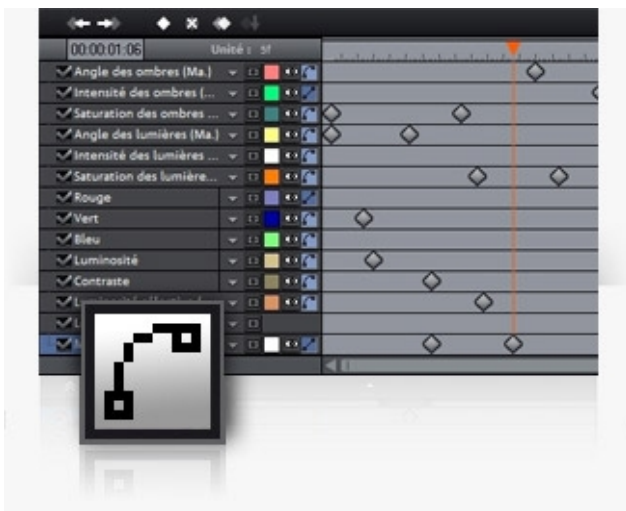 00:00:01:06 Unité : 5f
Angle des ombres (Ma.)
Intensité des ombres (...
Saturation des ombres ...
Angle des lumières (Ma.)
Intensité des lumières ...
Saturation des lumière...
Rouge
Vert
Bleu
Luminosité
Contraste